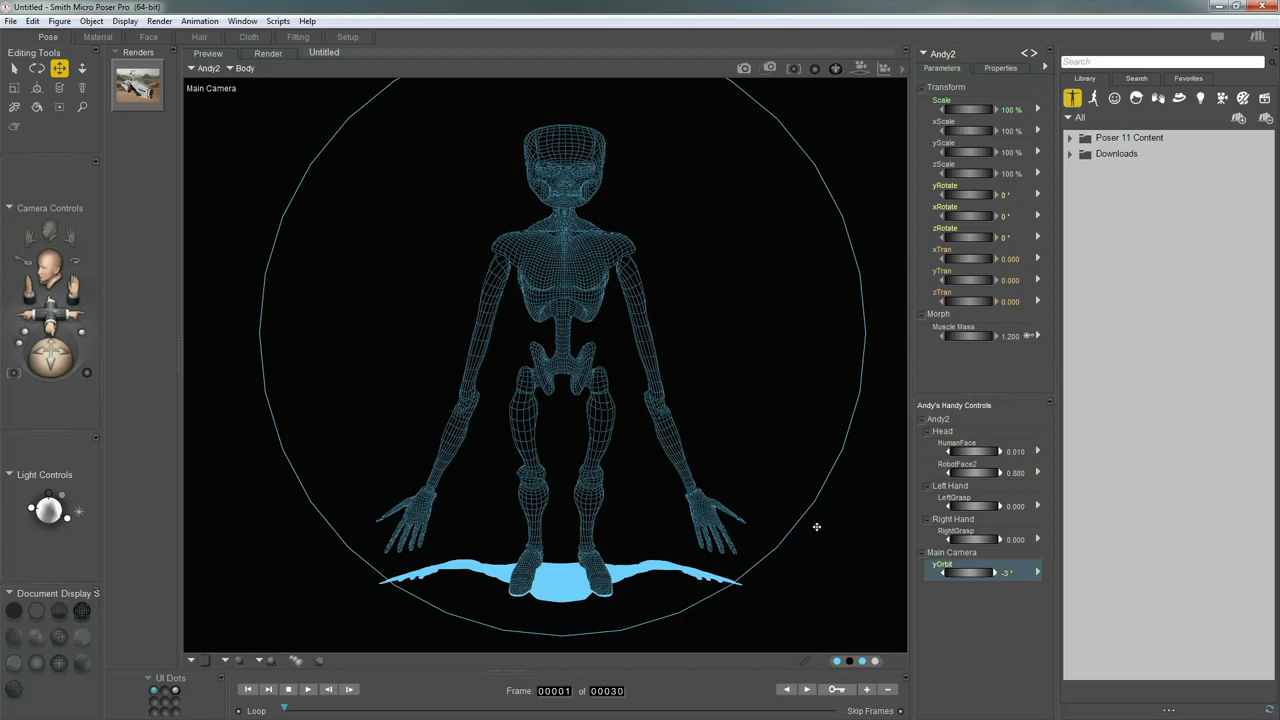 Untitled - Smith Micro Poser Pro (64-bit)
File Edit Figure Object Display Render Animation Window Scripts Help
Pose Material Face Hair Cloth Fitting Setup
Editing Tools
Renders
Preview Render Untitled
Andy2 Body
Main Camera
Camera Controls
Light Controls
Document Display S
UI Dots
Frame: 00001 of 00030
Loop
Skip Frames
Andy2
Parameters Properties
Transform
Scale
100 %
xScale
100 %
yScale
100 %
zScale
100 %
yRotate
0 °
xRotate
0 °
zRotate
0 °
xTran
0.000
yTran
0.000
zTran
0.000
Morph
Muscle Mass
1.200
Andy's Handy Controls
Andy2
Head
HumanFace
0.010
RobotFace2
0.880
Left Hand
LeftGrasp
0.000
Right Hand
RightGrasp
0.000
Main Camera
yOrbit
-3 °
Search
Library Search Favorites
All
Poser 11 Content
Downloads